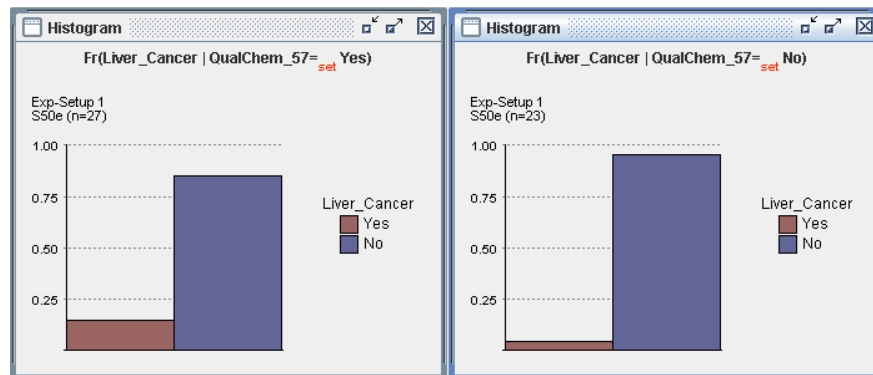 Histogram
Fr(Liver_Cancer | QualChem_57=set Yes)
Exp-Setup 1
S50e (n=27)
1.00
0.75
0.50
0.25
Liver_Cancer
Yes
No
Histogram
Fr(Liver_Cancer | QualChem_57=set No)
Exp-Setup 1
S50e (n=23)
1.00
0.75
0.50
0.25
Liver_Cancer
Yes
No